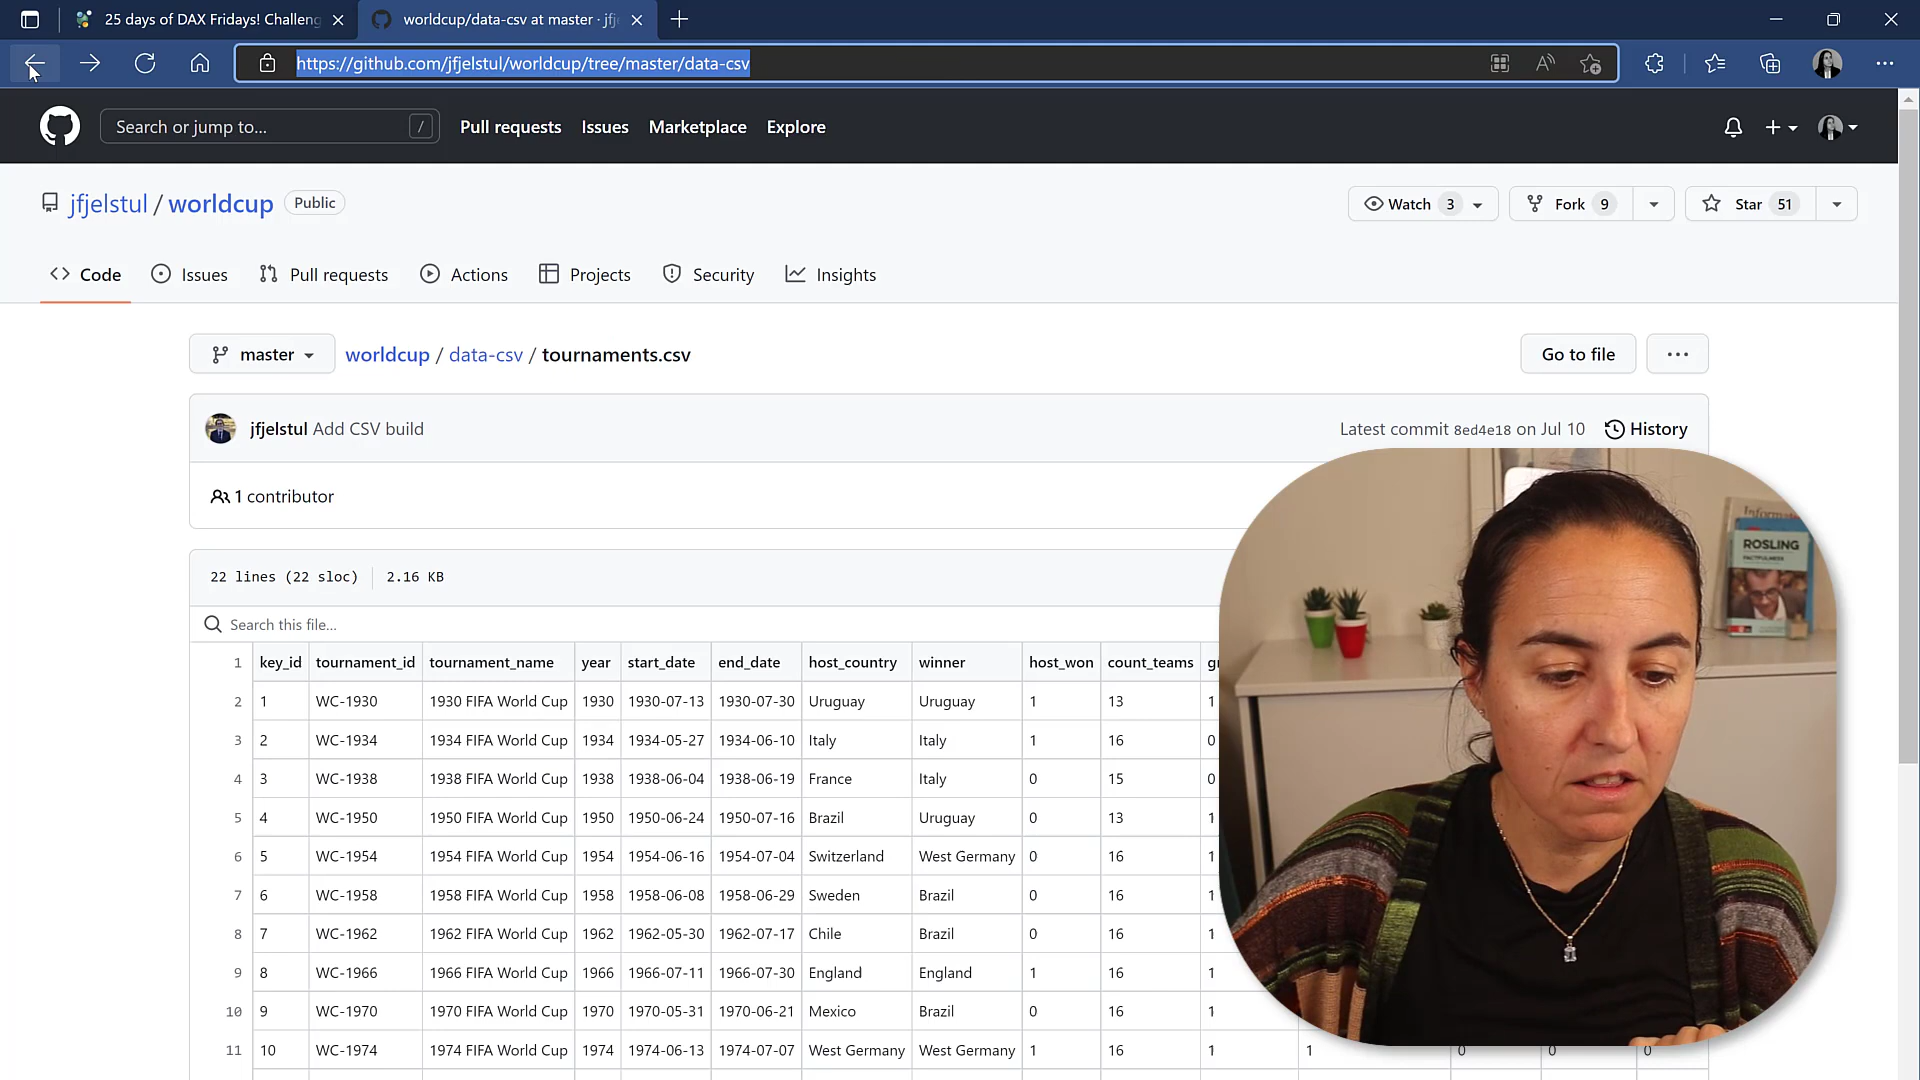 25 days of DAX Fridays! Challeng
worldcup/data-csv at master · jfj
https://github.com/jfjelstul/worldcup/tree/master/data-csv
Search or jump to... /
Pull requests Issues Marketplace Explore
jfjelstul / worldcup Public
Watch 3 Fork 9 Star 51
Code Issues Pull requests Actions Projects Security Insights
master worldcup / data-csv / tournaments.csv Go to file
jfjelstul Add CSV build Latest commit 8ed4e18 on Jul 10 History
1 contributor
22 lines (22 sloc) 2.16 KB
Search this file...
1 key_id tournament_id tournament_name year start_date end_date host_country winner host_won count_teams
2 1 WC-1930 1930 FIFA World Cup 1930 1930-07-13 1930-07-30 Uruguay Uruguay 1 13 1
3 2 WC-1934 1934 FIFA World Cup 1934 1934-05-27 1934-06-10 Italy Italy 1 16 0
4 3 WC-1938 1938 FIFA World Cup 1938 1938-06-04 1938-06-19 France Italy 0 15 0
5 4 WC-1950 1950 FIFA World Cup 1950 1950-06-24 1950-07-16 Brazil Uruguay 0 13 1
6 5 WC-1954 1954 FIFA World Cup 1954 1954-06-16 1954-07-04 Switzerland West Germany 0 16 1
7 6 WC-1958 1958 FIFA World Cup 1958 1958-06-08 1958-06-29 Sweden Brazil 0 16 1
8 7 WC-1962 1962 FIFA World Cup 1962 1962-05-30 1962-07-17 Chile Brazil 0 16 1
9 8 WC-1966 1966 FIFA World Cup 1966 1966-07-11 1966-07-30 England England 1 16 1
10 9 WC-1970 1970 FIFA World Cup 1970 1970-05-31 1970-06-21 Mexico Brazil 0 16 1
11 10 WC-1974 1974 FIFA World Cup 1974 1974-06-13 1974-07-07 West Germany West Germany 1 16 1 1 0 0 0
ROSLING
FACTFULNESS